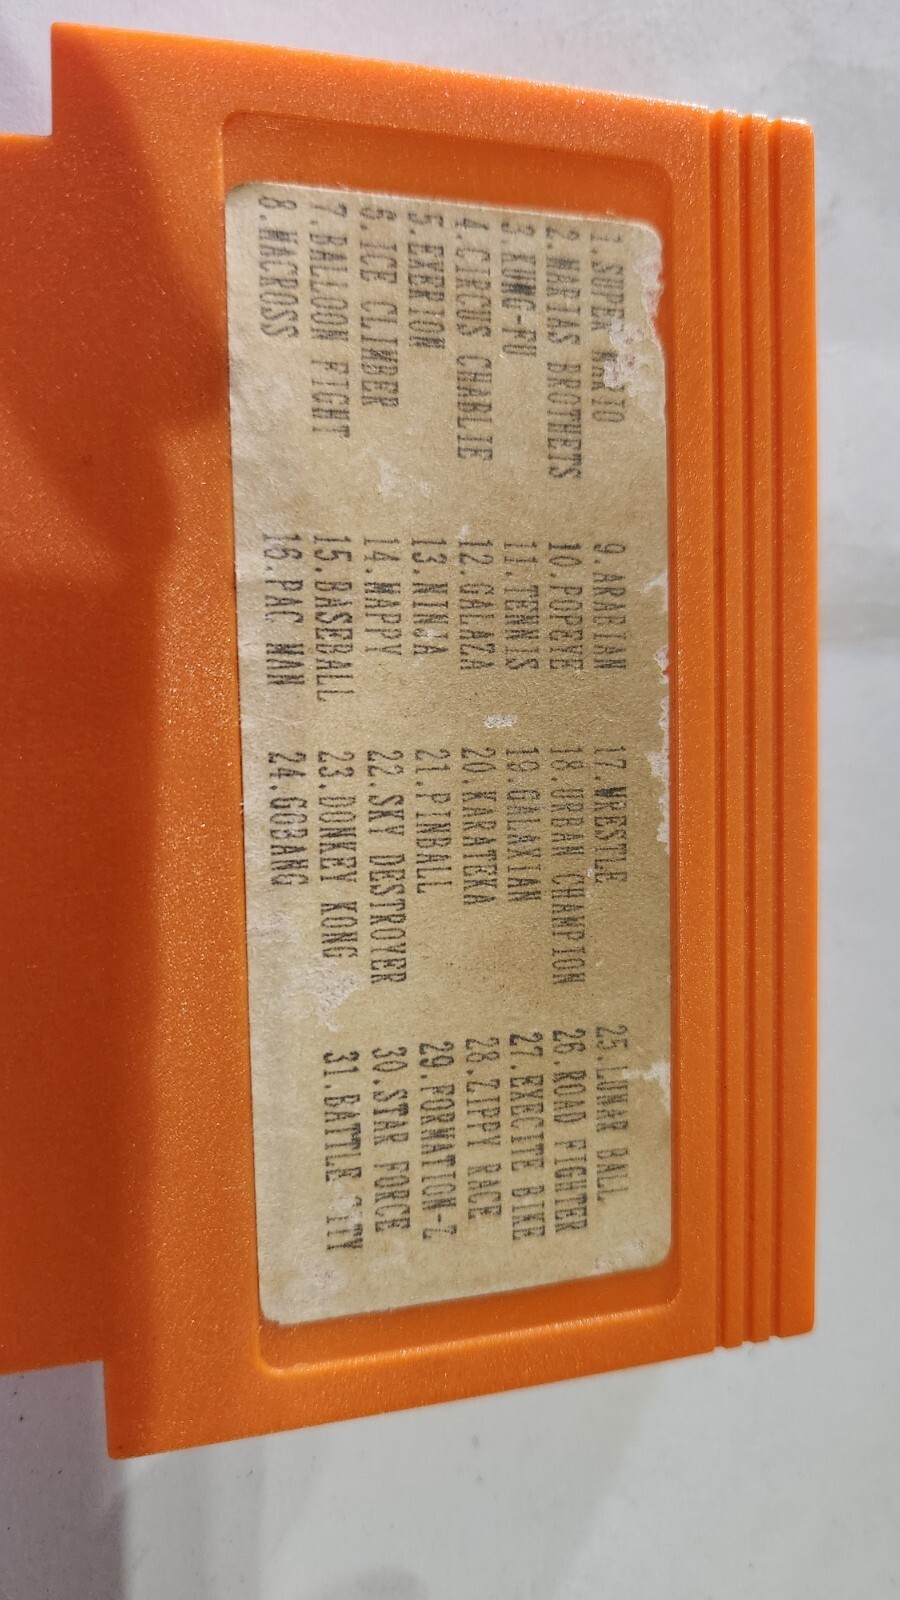 1.SUPER MARIO
2.MARIAS BROTHETS
3.KUNG-FU
4.CIRCUS CHARLIE
5.EXERION
6.ICE CLIMBER
7.BALLOON FIGHT
8.MACROSS
9.ARABIAN
10.POPEYE
11.TENNIS
12.GALAZA
13.NINJA
14.MAPPY
15.BASEBALL
16.PAC MAN
17.WRESTLE
18.URBAN CHAMPION
19.GALAXIAN
20.KARATEKA
21.PINBALL
22.SKY DESTROYER
23.DONKEY KONG
24.GOBANG
25.LUNAR BALL
26.ROAD FIGHTER
27.EXECITE BIKE
28.ZIPPY RACE
29.FORMATION-Z
30.STAR FORCE
31.BATTLE CITY